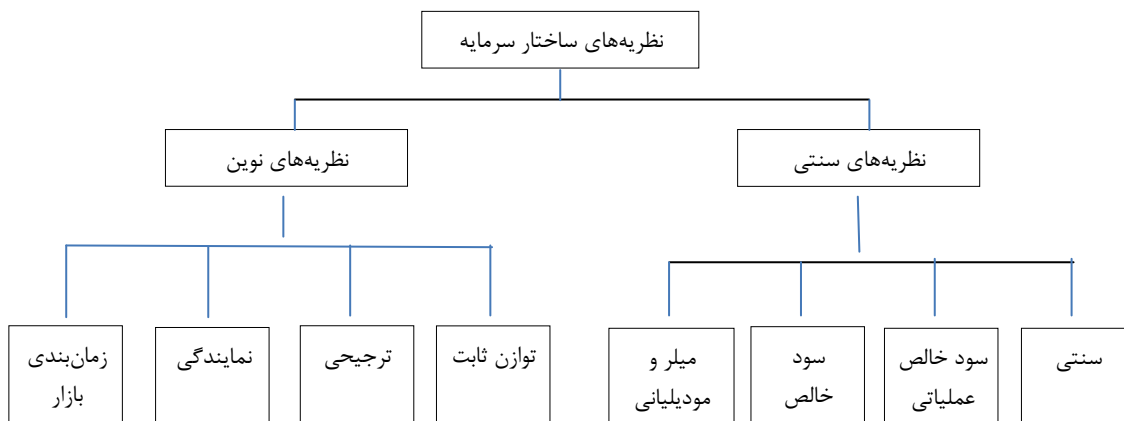 نظریه‌های ساختار سرمایه
نظریه‌های سنتی
نظریه‌های نوین
سنتی
سود خالص
عملیاتی
سود
خالص
میلر و
مودیلیانی
توازن ثابت
ترجیحی
نمایندگی
زمان‌بندی
بازار